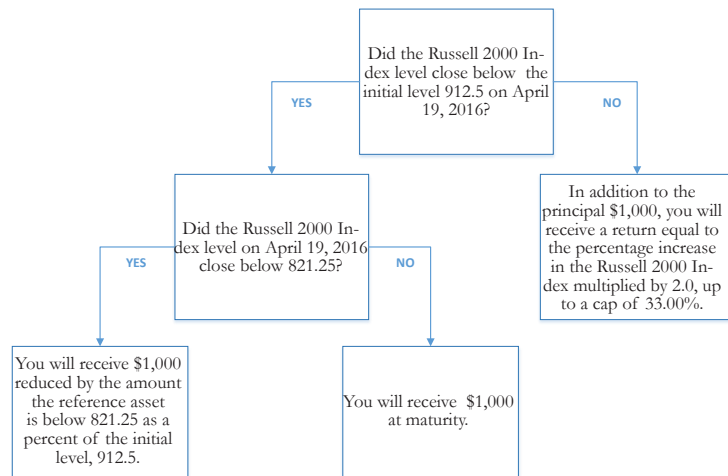 Did the Russell 2000 In-
dex level close below the
initial level 912.5 on April
19, 2016?
YES
NO
Did the Russell 2000 In-
dex level on April 19, 2016
close below 821.25?
In addition to the
principal $1,000, you will
receive a return equal to
the percentage increase
in the Russell 2000 In-
dex multiplied by 2.0, up
to a cap of 33.00%.
YES
NO
You will receive $1,000
reduced by the amount
the reference asset
is below 821.25 as a
percent of the initial
level, 912.5.
You will receive $1,000
at maturity.